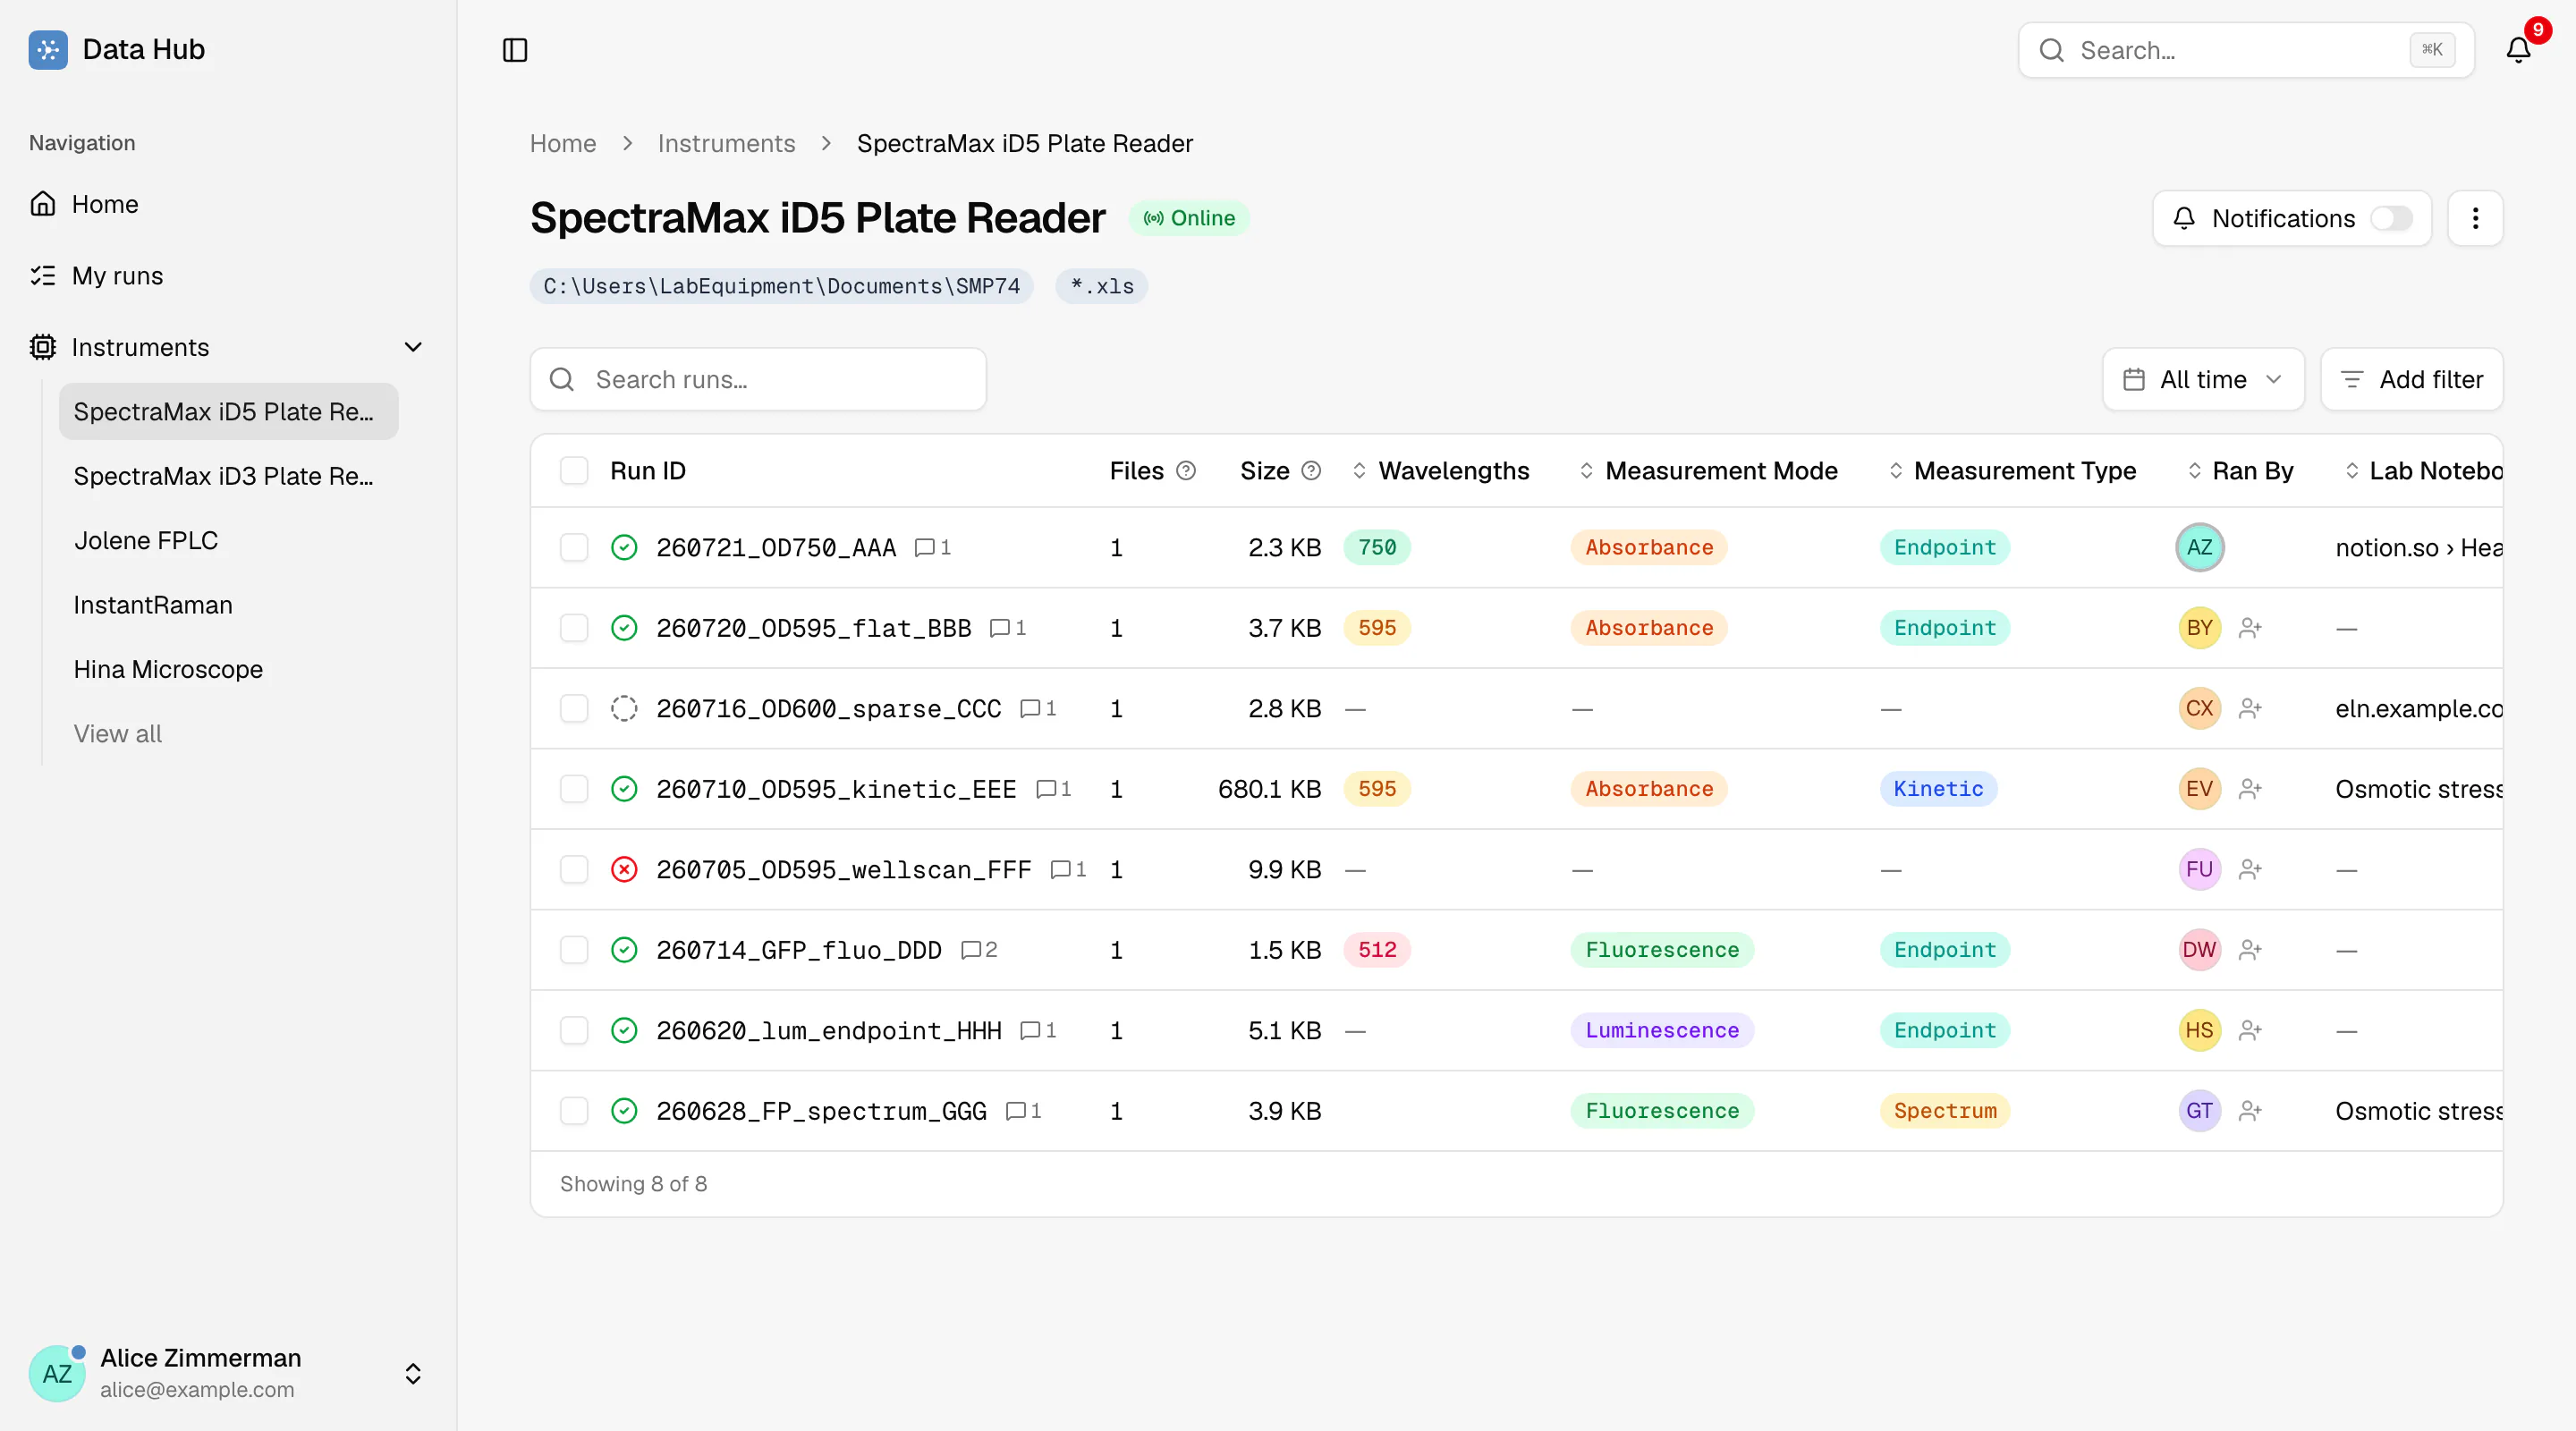 Data Hub
Search...
⌘K
9
Navigation
Home
My runs
Instruments
SpectraMax iD5 Plate Re...
SpectraMax iD3 Plate Re...
Jolene FPLC
InstantRaman
Hina Microscope
View all
Alice Zimmerman
AZ
alice@example.com
Home > Instruments > SpectraMax iD5 Plate Reader
SpectraMax iD5 Plate Reader Online
Notifications
C:\Users\LabEquipment\Documents\SMP74 *.xls
Search runs...
All time
Add filter
Run ID Files Size Wavelengths Measurement Mode Measurement Type Ran By Lab Notebo
260721_OD750_AAA 1 1 2.3 KB 750 Absorbance Endpoint AZ notion.so › Hea
260720_OD595_flat_BBB 1 1 3.7 KB 595 Absorbance Endpoint BY —
260716_OD600_sparse_CCC 1 1 2.8 KB — — — CX eln.example.co
260710_OD595_kinetic_EEE 1 1 680.1 KB 595 Absorbance Kinetic EV Osmotic stress
260705_OD595_wellscan_FFF 1 1 9.9 KB — — — FU —
260714_GFP_fluo_DDD 2 1 1.5 KB 512 Fluorescence Endpoint DW —
260620_lum_endpoint_HHH 1 1 5.1 KB — Luminescence Endpoint HS —
260628_FP_spectrum_GGG 1 1 3.9 KB Fluorescence Spectrum GT Osmotic stress
Showing 8 of 8